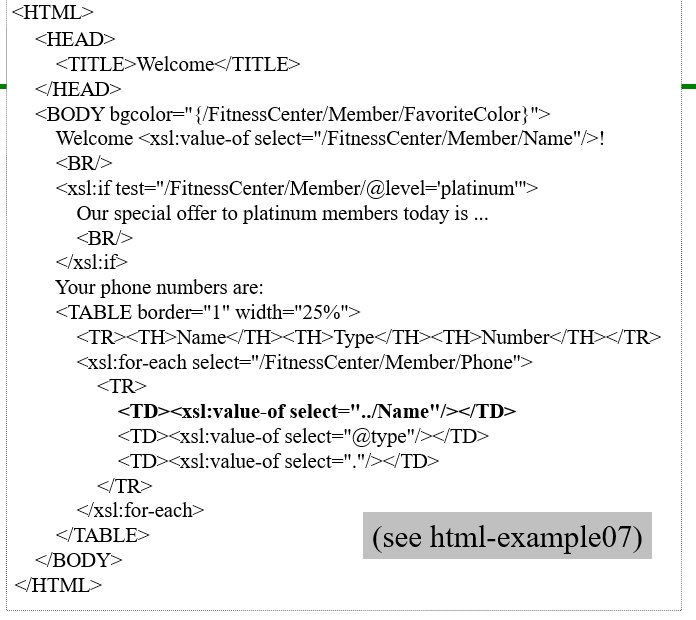 <HTML>
<HEAD>
<TITLE>Welcome</TITLE>
</HEAD>
<BODY bgcolor="{/FitnessCenter/Member/FavoriteColor}">
Welcome <xsl:value-of select="/FitnessCenter/Member/Name"/>!
<BR/>
<xsl:if test="/FitnessCenter/Member/@level='platinum'">
Our special offer to platinum members today is ...
<BR/>
</xsl:if>
Your phone numbers are:
<TABLE border="1" width="25%">
<TR><TH>Name</TH><TH>Type</TH><TH>Number</TH></TR>
<xsl:for-each select="/FitnessCenter/Member/Phone">
<TR>
<TD><xsl:value-of select="../Name"/></TD>
<TD><xsl:value-of select="@type"/></TD>
<TD><xsl:value-of select="."/></TD>
</TR>
</xsl:for-each>
</TABLE>
(see html-example07)
</BODY>
</HTML>